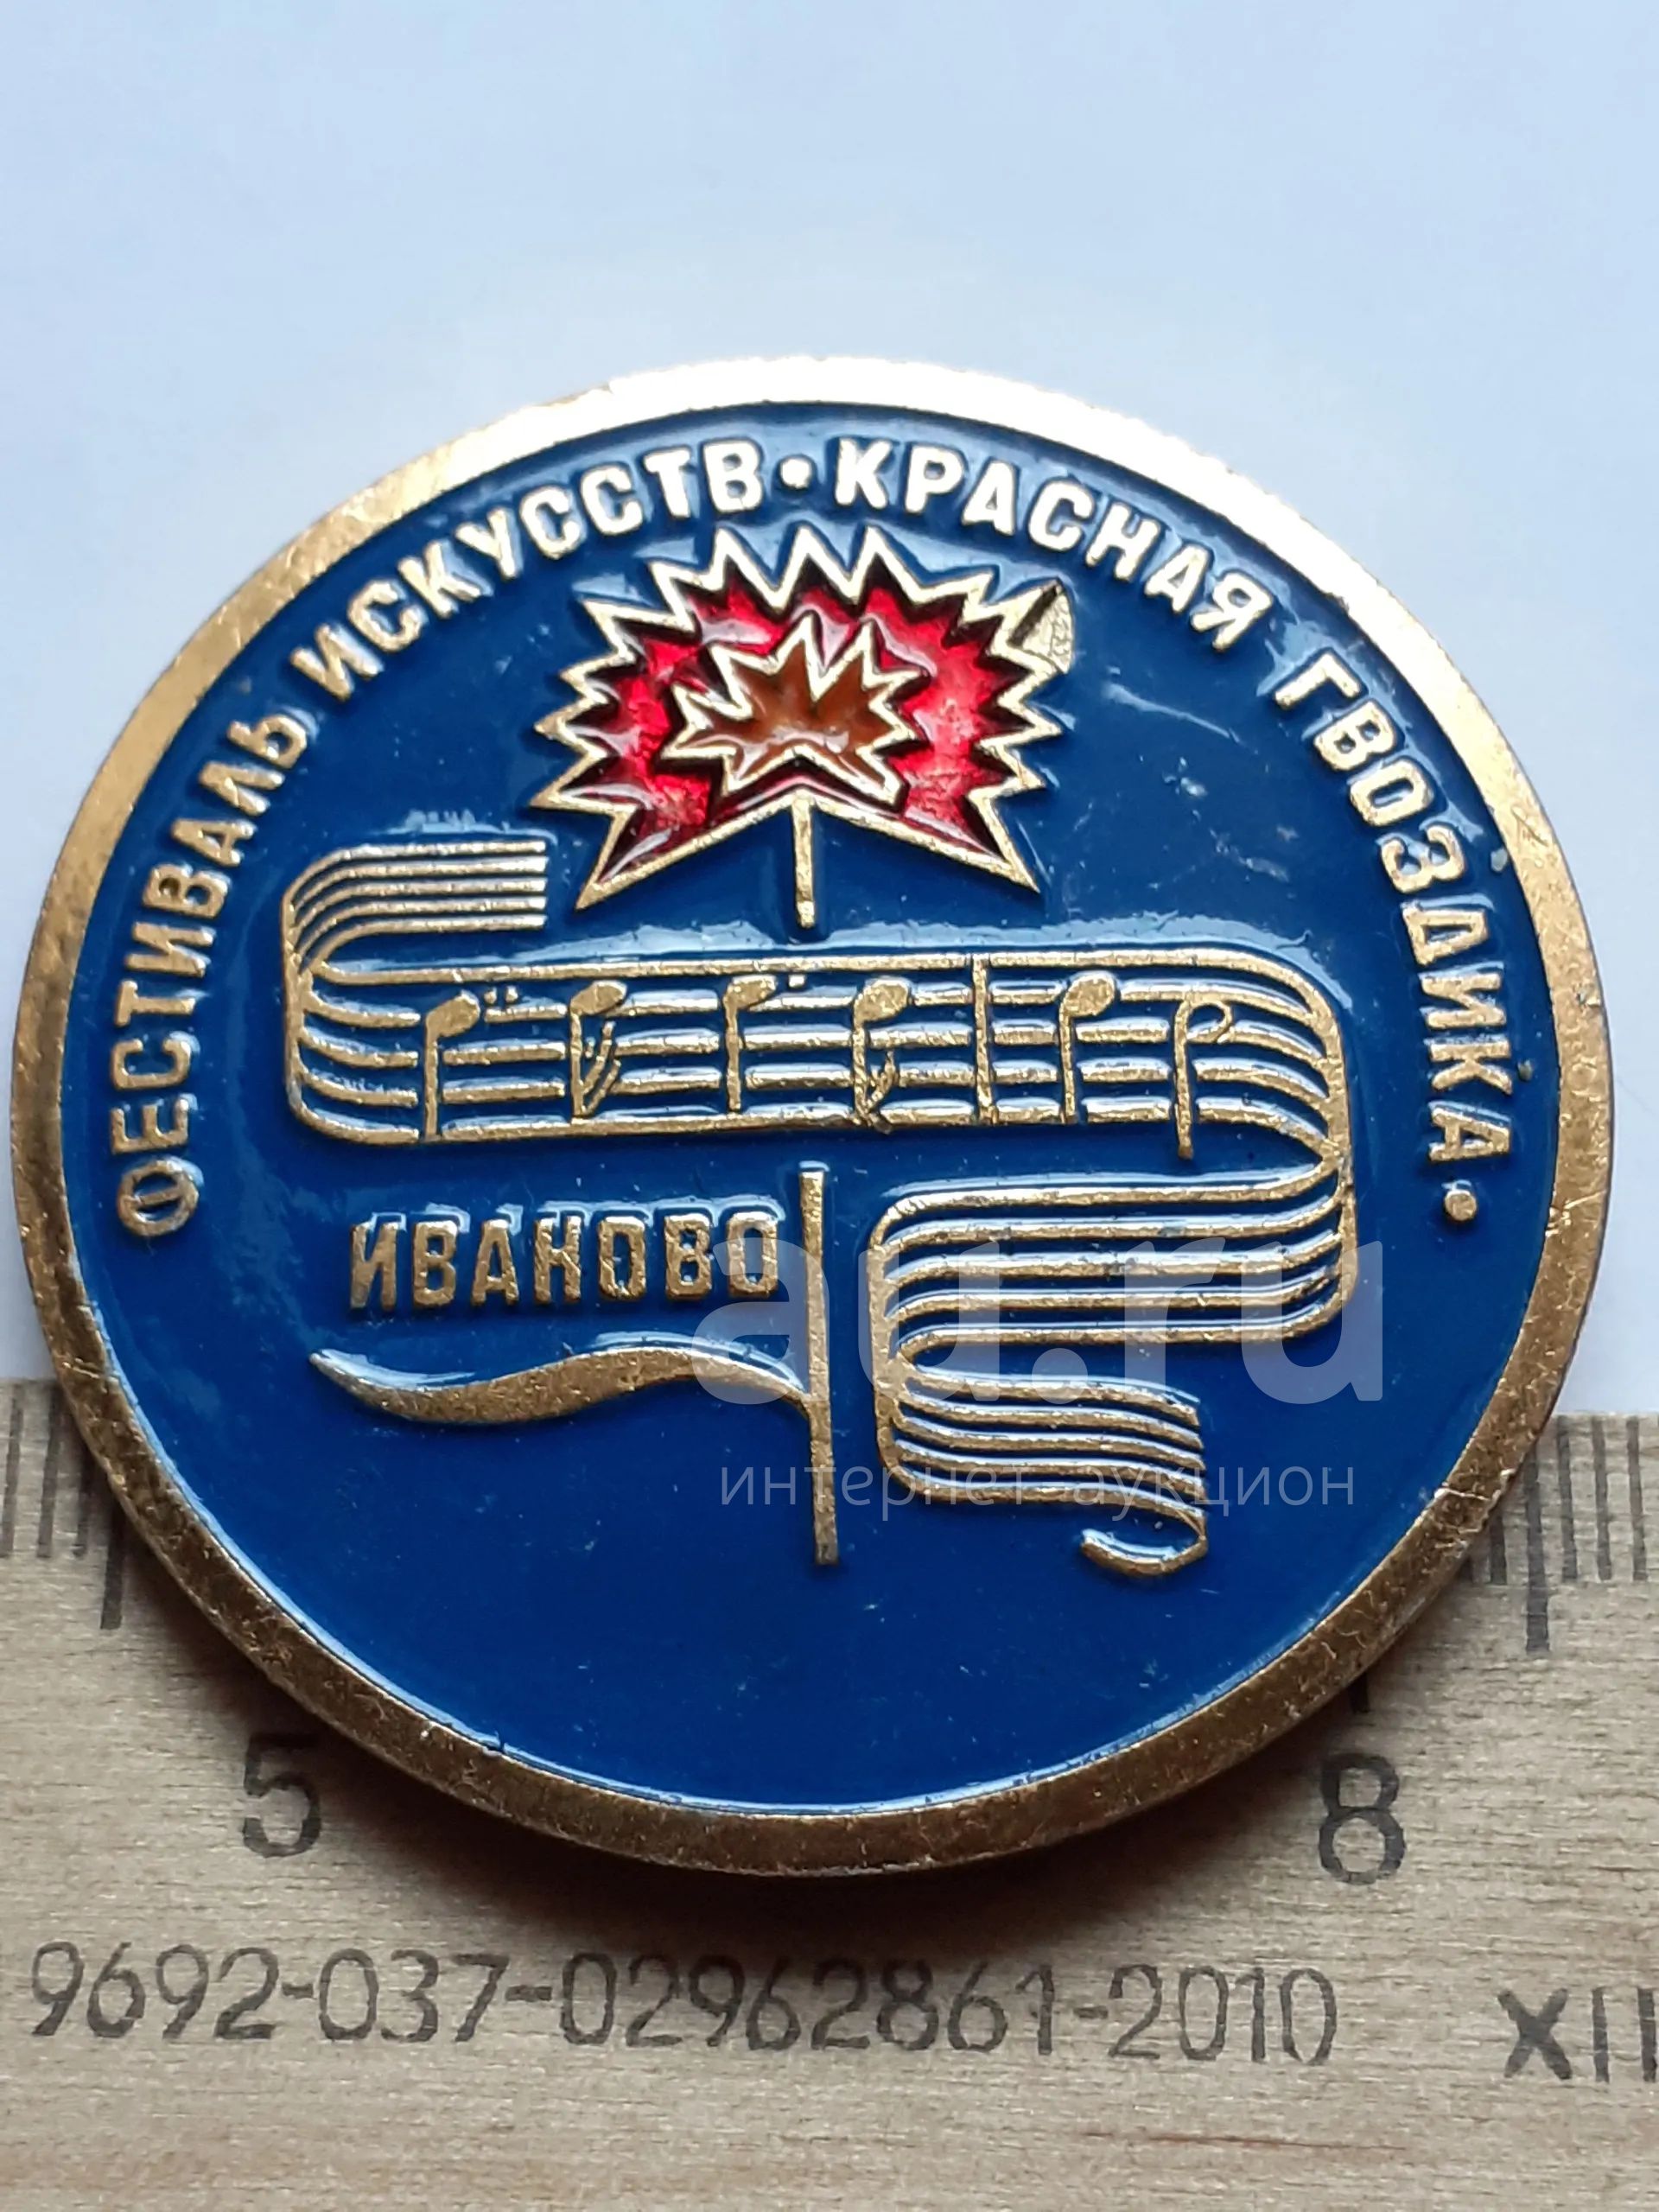 ФЕСТИВАЛЬ ИСКУССТВ • КРАСНАЯ ГВОЗДИКА •
ИВАНОВО
au.ru
интернет аукцион
5 8
9692-037-02962861-2010